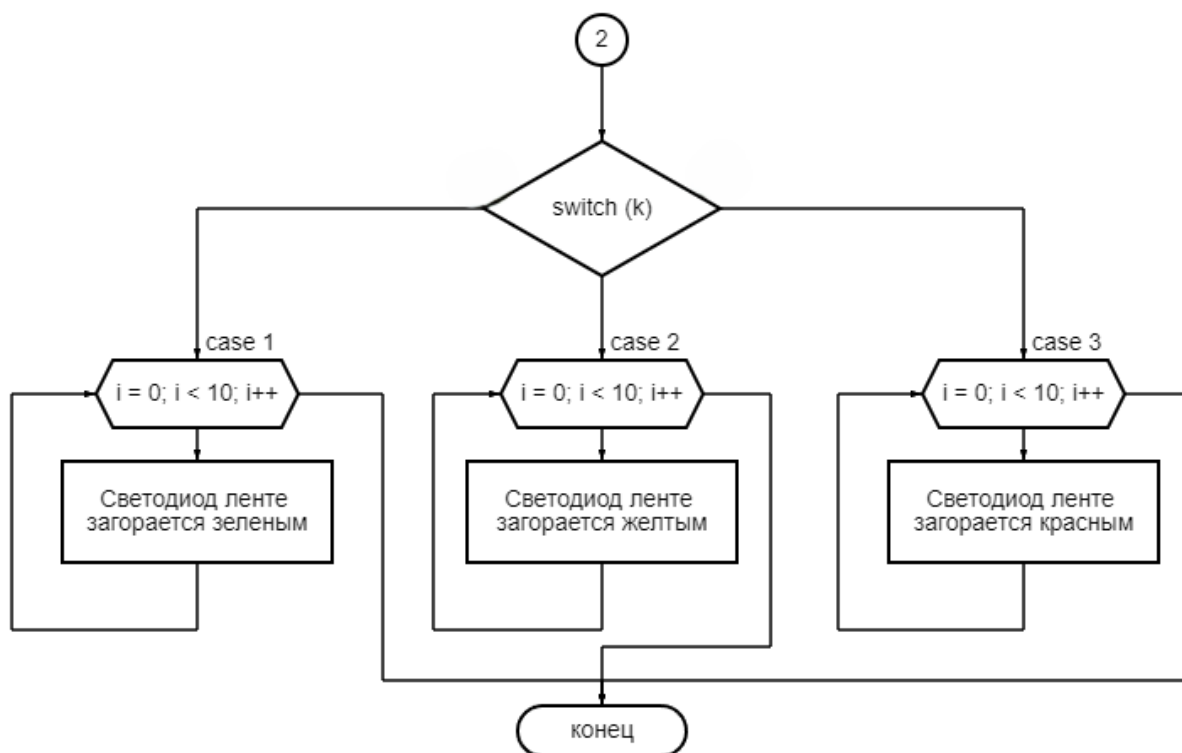 2
switch (k)
case 1
case 2
case 3
i = 0; i < 10; i++
i = 0; i < 10; i++
i = 0; i < 10; i++
Светодиод ленте
загорается зеленым
Светодиод ленте
загорается желтым
Светодиод ленте
загорается красным
конец